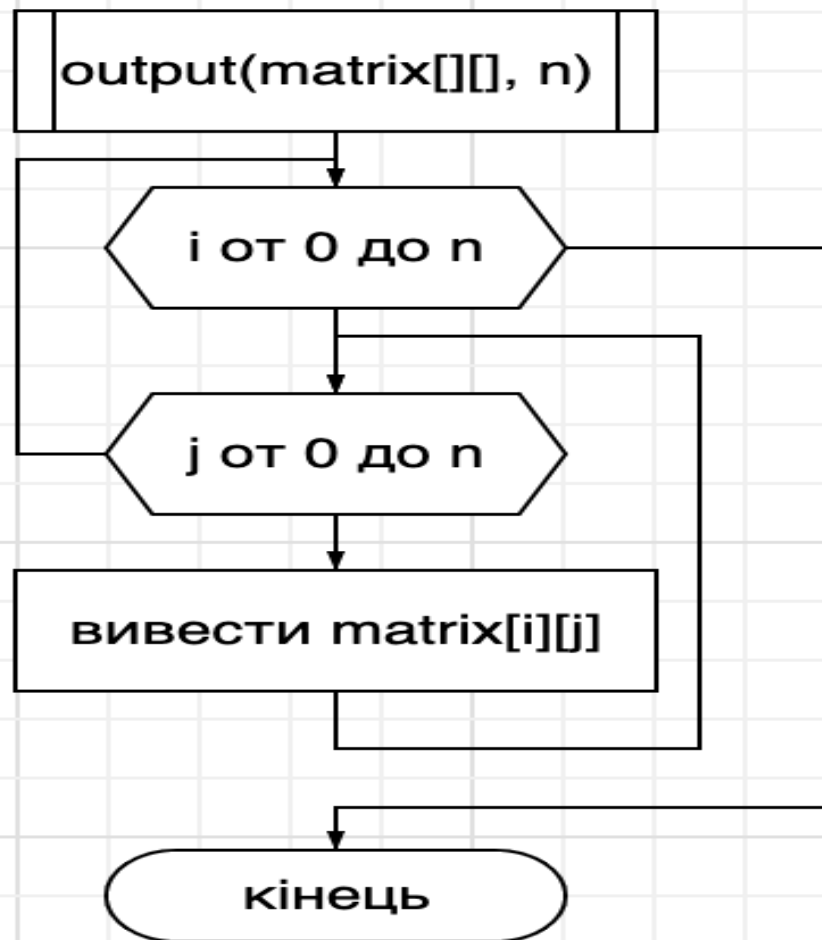 output(matrix[][], n)
i от 0 до n
j от 0 до n
вивести matrix[i][j]
кінець